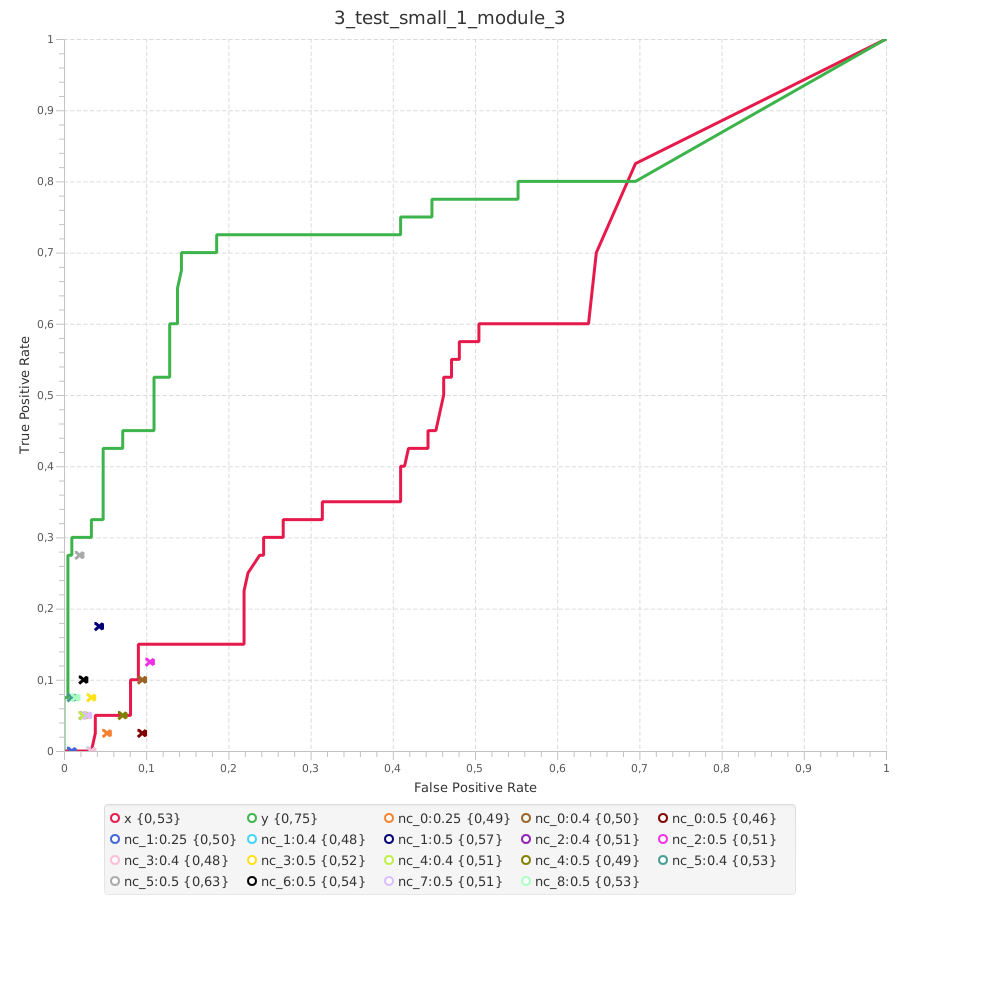 3_test_small_1_module_3
1
0,9
0,8
0,7
0,6
0,5
0,4
0,3
0,2
0,1
0
True Positive Rate
0 0,1 0,2 0,3 0,4 0,5 0,6 0,7 0,8 0,9 1
False Positive Rate
x {0,53} y {0,75} nc_0:0.25 {0,49} nc_0:0.4 {0,50} nc_0:0.5 {0,46}
nc_1:0.25 {0,50} nc_1:0.4 {0,48} nc_1:0.5 {0,57} nc_2:0.4 {0,51} nc_2:0.5 {0,51}
nc_3:0.4 {0,48} nc_3:0.5 {0,52} nc_4:0.4 {0,51} nc_4:0.5 {0,49} nc_5:0.4 {0,53}
nc_5:0.5 {0,63} nc_6:0.5 {0,54} nc_7:0.5 {0,51} nc_8:0.5 {0,53}